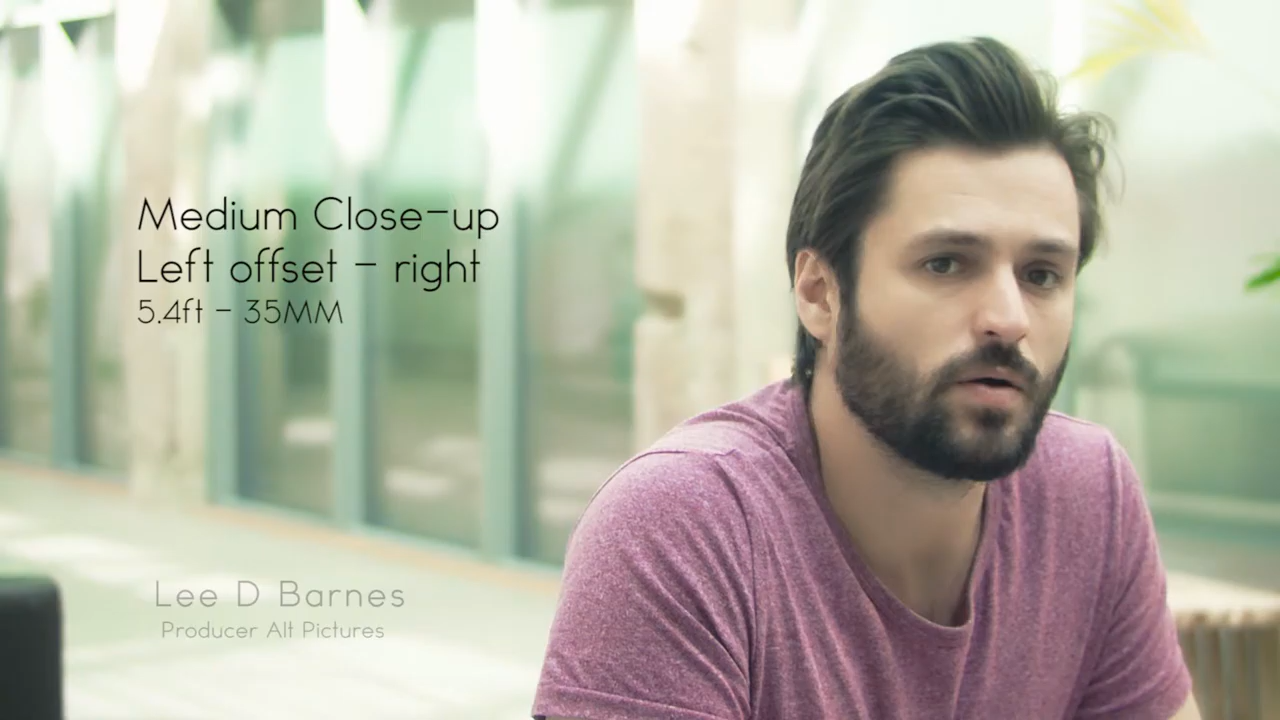 Medium Close-up
Left offset - right
5.4ft - 35MM
Lee D Barnes
Producer Alt Pictures